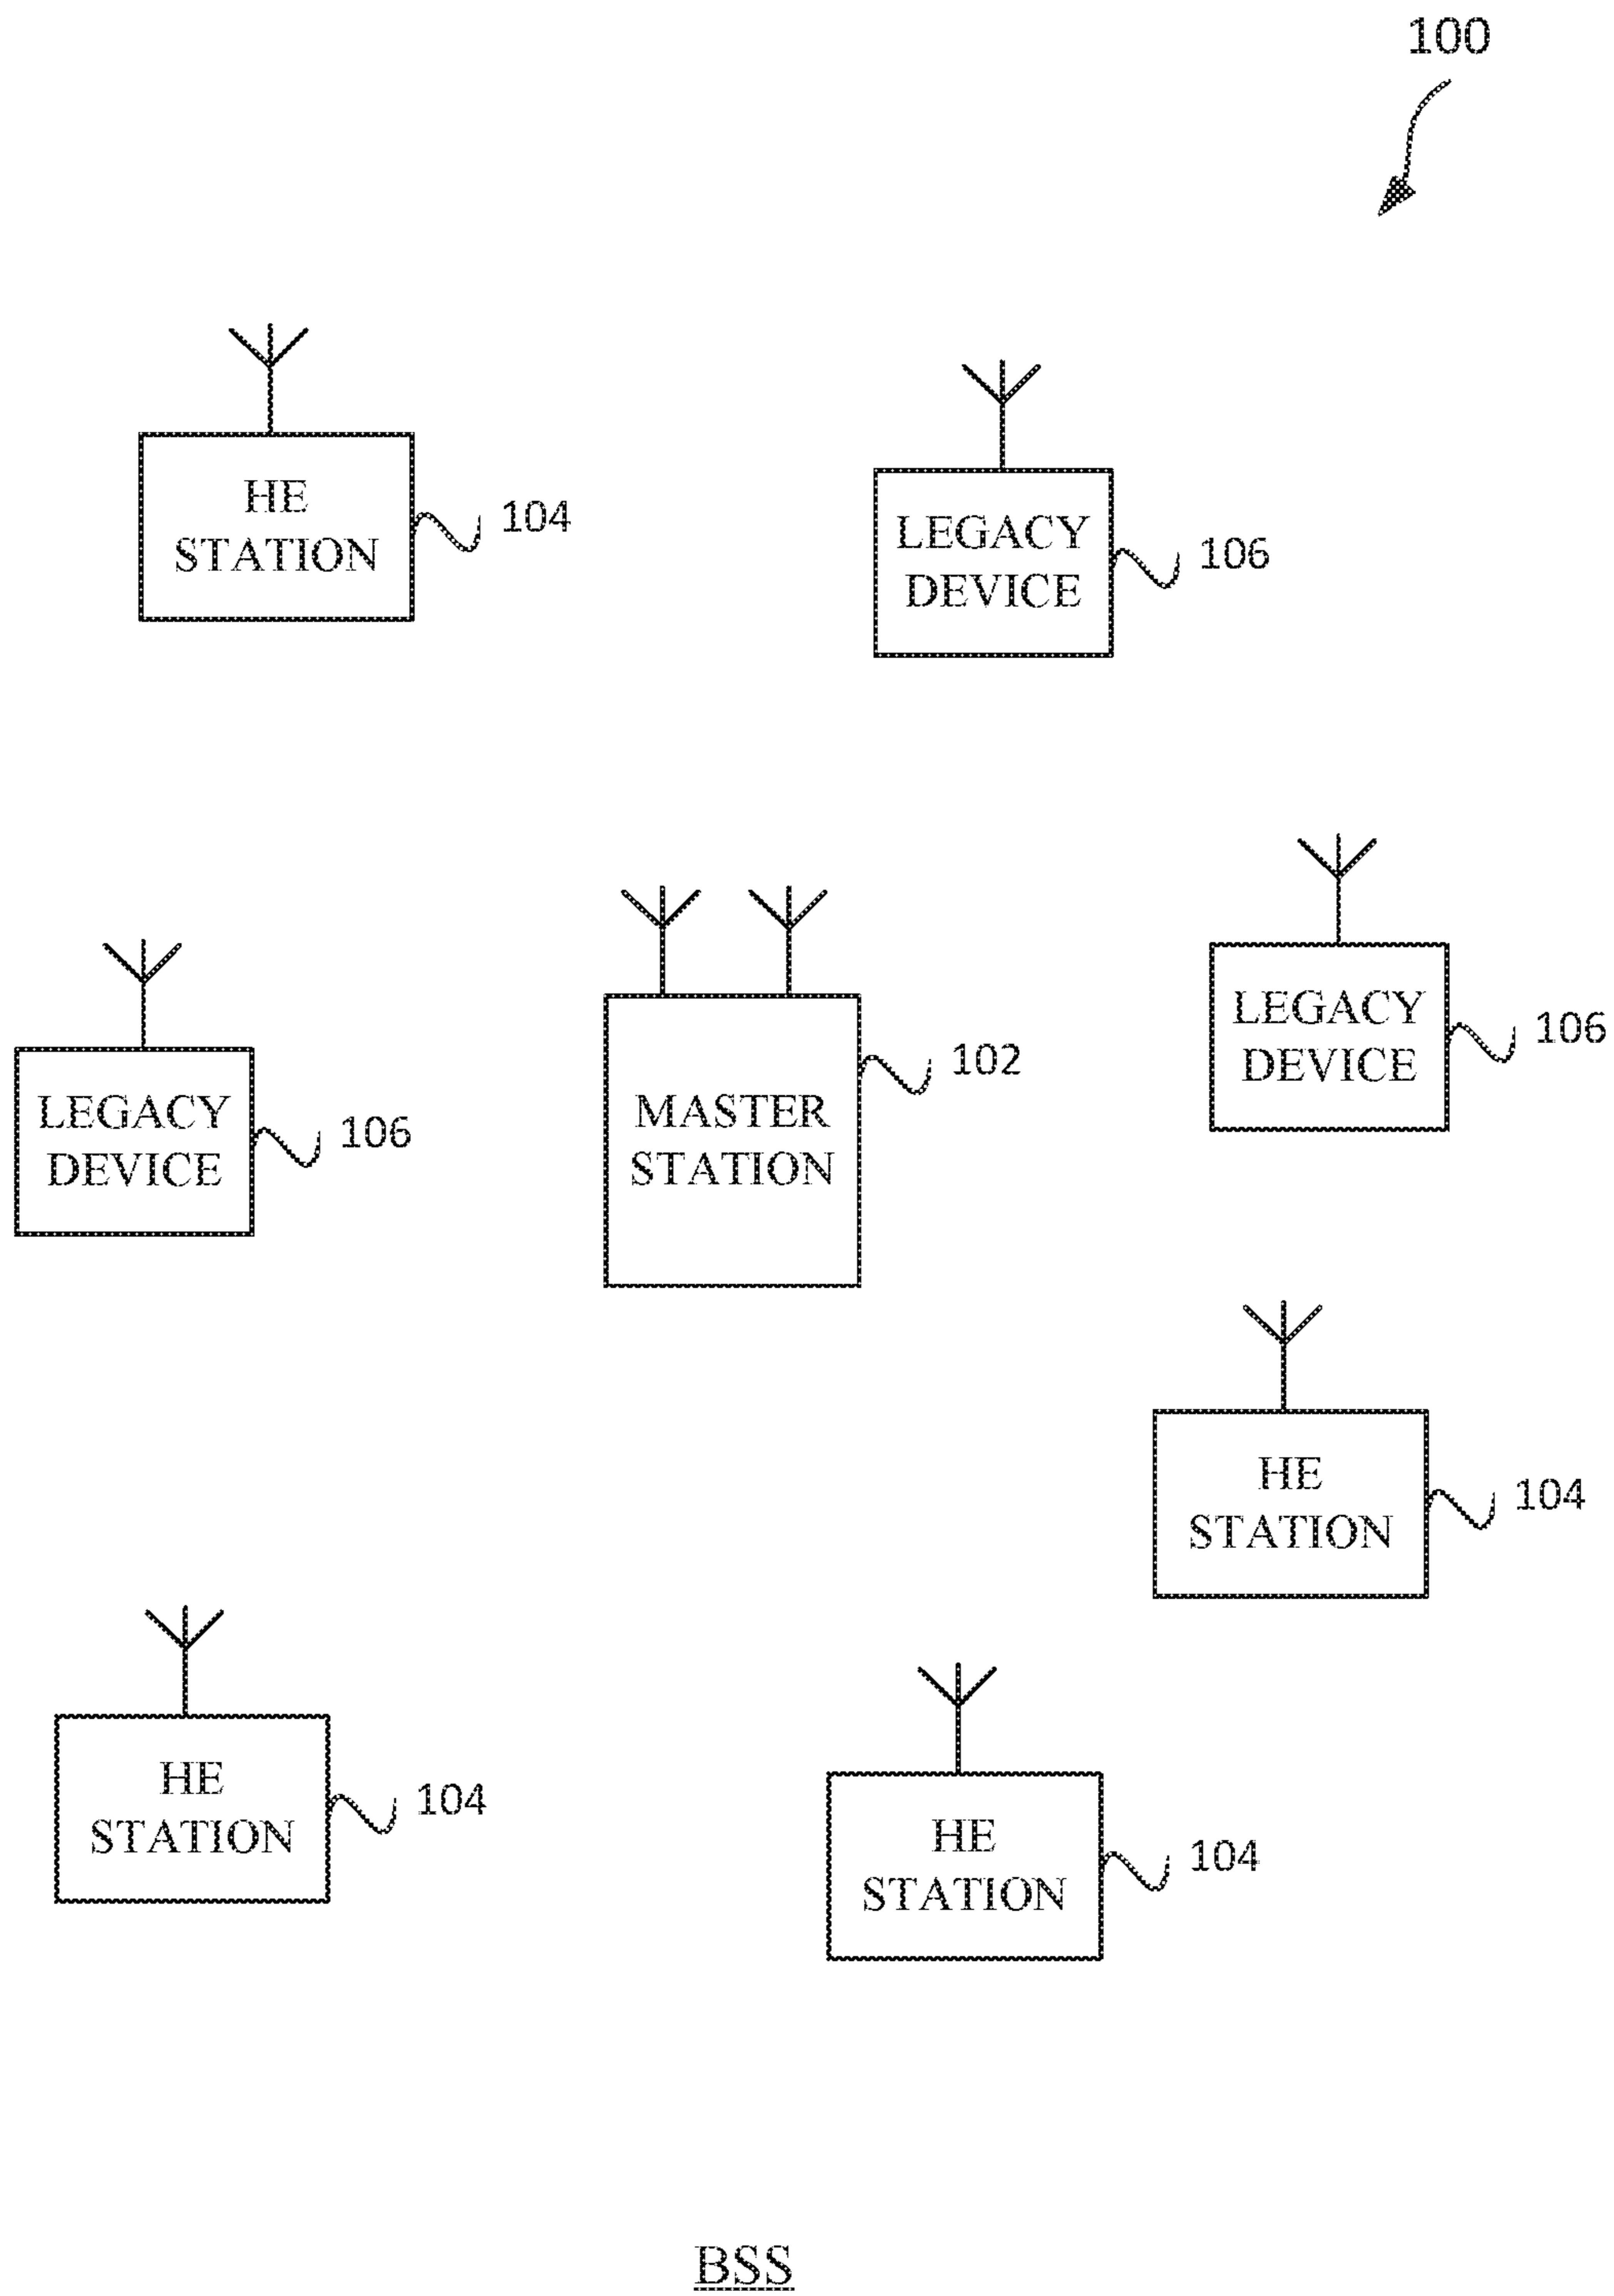 100
HE
STATION
104
LEGACY
DEVICE
106
LEGACY
DEVICE
106
MASTER
STATION
102
LEGACY
DEVICE
106
HE
STATION
104
HE
STATION
104
HE
STATION
104
BSS